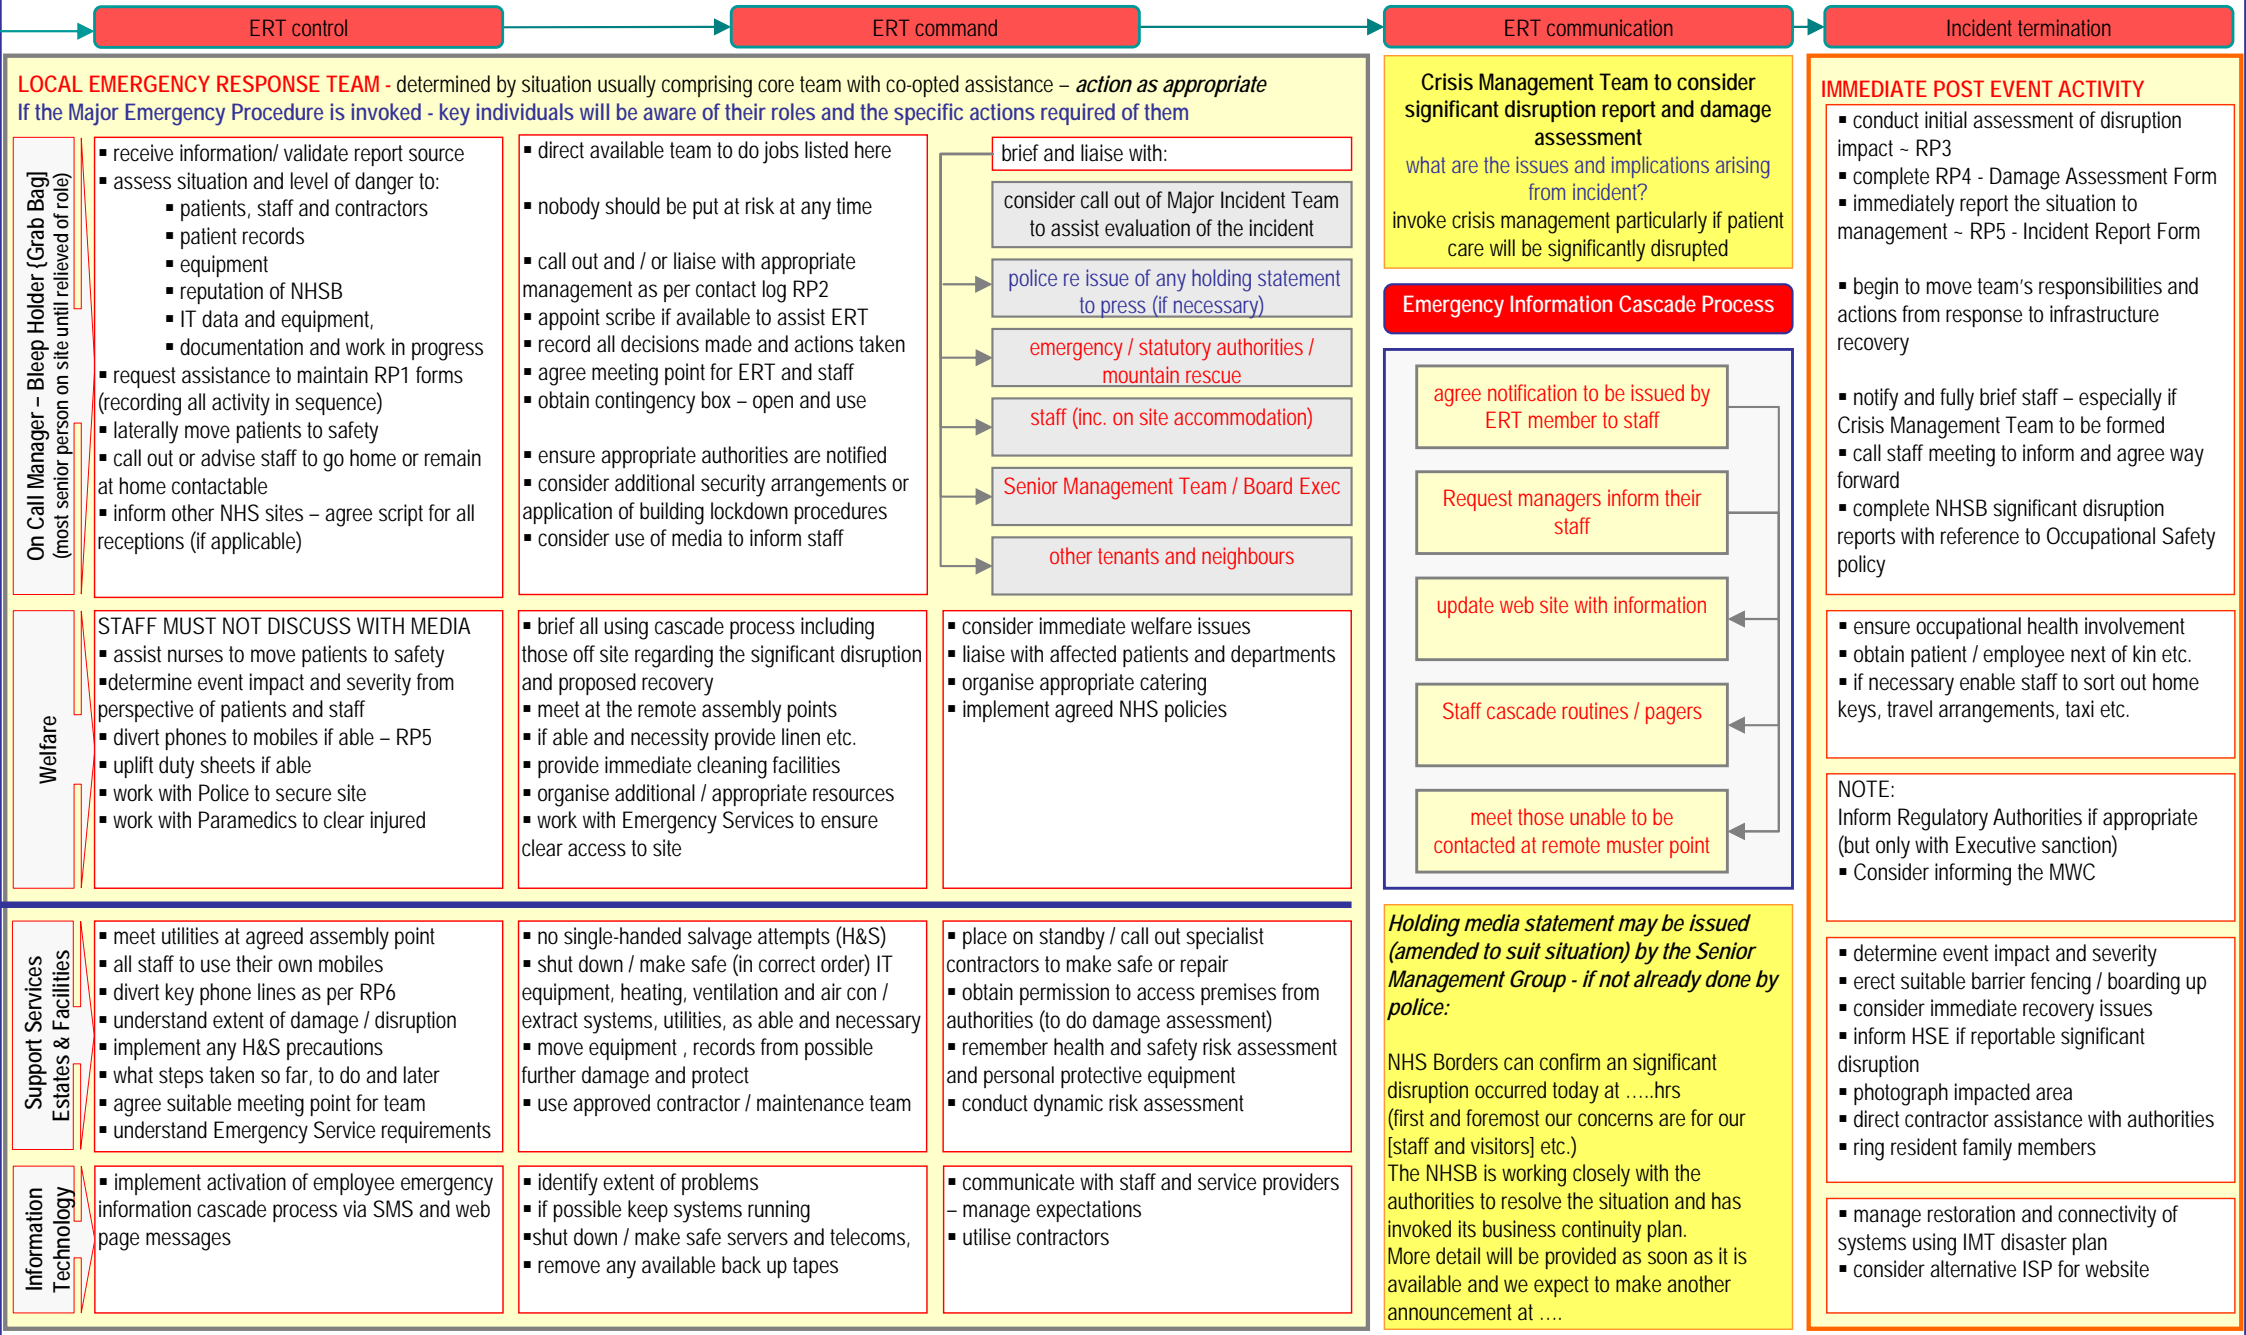 ERT control
ERT command
ERT communication
Incident termination
LOCAL EMERGENCY RESPONSE TEAM - determined by situation usually comprising core team with co-opted assistance – action as appropriate
If the Major Emergency Procedure is invoked - key individuals will be aware of their roles and the specific actions required of them
On Call Manager – Bleep Holder {Grab Bag]
(most senior person on site until relieved of role)
▪ receive information/ validate report source
▪ assess situation and level of danger to:
▪ patients, staff and contractors
▪ patient records
▪ equipment
▪ reputation of NHSB
▪ IT data and equipment,
▪ documentation and work in progress
▪ request assistance to maintain RP1 forms
(recording all activity in sequence)
▪ laterally move patients to safety
▪ call out or advise staff to go home or remain
at home contactable
▪ inform other NHS sites – agree script for all
receptions (if applicable)
▪ direct available team to do jobs listed here
▪ nobody should be put at risk at any time
▪ call out and / or liaise with appropriate
management as per contact log RP2
▪ appoint scribe if available to assist ERT
▪ record all decisions made and actions taken
▪ agree meeting point for ERT and staff
▪ obtain contingency box – open and use
▪ ensure appropriate authorities are notified
▪ consider additional security arrangements or
application of building lockdown procedures
▪ consider use of media to inform staff
brief and liaise with:
consider call out of Major Incident Team
to assist evaluation of the incident
police re issue of any holding statement
to press (if necessary)
emergency / statutory authorities /
mountain rescue
staff (inc. on site accommodation)
Senior Management Team / Board Exec
other tenants and neighbours
Welfare
STAFF MUST NOT DISCUSS WITH MEDIA
▪ assist nurses to move patients to safety
▪determine event impact and severity from
perspective of patients and staff
▪ divert phones to mobiles if able – RP5
▪ uplift duty sheets if able
▪ work with Police to secure site
▪ work with Paramedics to clear injured
▪ brief all using cascade process including
those off site regarding the significant disruption
and proposed recovery
▪ meet at the remote assembly points
▪ if able and necessity provide linen etc.
▪ provide immediate cleaning facilities
▪ organise additional / appropriate resources
▪ work with Emergency Services to ensure
clear access to site
▪ consider immediate welfare issues
▪ liaise with affected patients and departments
▪ organise appropriate catering
▪ implement agreed NHS policies
Support Services
Estates & Facilities
▪ meet utilities at agreed assembly point
▪ all staff to use their own mobiles
▪ divert key phone lines as per RP6
▪ understand extent of damage / disruption
▪ implement any H&S precautions
▪ what steps taken so far, to do and later
▪ agree suitable meeting point for team
▪ understand Emergency Service requirements
▪ no single-handed salvage attempts (H&S)
▪ shut down / make safe (in correct order) IT
equipment, heating, ventilation and air con /
extract systems, utilities, as able and necessary
▪ move equipment , records from possible
further damage and protect
▪ use approved contractor / maintenance team
▪ place on standby / call out specialist
contractors to make safe or repair
▪ obtain permission to access premises from
authorities (to do damage assessment)
▪ remember health and safety risk assessment
and personal protective equipment
▪ conduct dynamic risk assessment
Information
Technology
▪ implement activation of employee emergency
information cascade process via SMS and web
page messages
▪ identify extent of problems
▪ if possible keep systems running
▪shut down / make safe servers and telecoms,
▪ remove any available back up tapes
▪ communicate with staff and service providers
– manage expectations
▪ utilise contractors
Crisis Management Team to consider
significant disruption report and damage
assessment
what are the issues and implications arising
from incident?
invoke crisis management particularly if patient
care will be significantly disrupted
Emergency Information Cascade Process
agree notification to be issued by
ERT member to staff
Request managers inform their
staff
update web site with information
Staff cascade routines / pagers
meet those unable to be
contacted at remote muster point
Holding media statement may be issued
(amended to suit situation) by the Senior
Management Group - if not already done by
police:
NHS Borders can confirm an significant
disruption occurred today at …..hrs
(first and foremost our concerns are for our
[staff and visitors] etc.)
The NHSB is working closely with the
authorities to resolve the situation and has
invoked its business continuity plan.
More detail will be provided as soon as it is
available and we expect to make another
announcement at ….
IMMEDIATE POST EVENT ACTIVITY
▪ conduct initial assessment of disruption
impact ~ RP3
▪ complete RP4 - Damage Assessment Form
▪ immediately report the situation to
management ~ RP5 - Incident Report Form
▪ begin to move team's responsibilities and
actions from response to infrastructure
recovery
▪ notify and fully brief staff – especially if
Crisis Management Team to be formed
▪ call staff meeting to inform and agree way
forward
▪ complete NHSB significant disruption
reports with reference to Occupational Safety
policy
▪ ensure occupational health involvement
▪ obtain patient / employee next of kin etc.
▪ if necessary enable staff to sort out home
keys, travel arrangements, taxi etc.
NOTE:
Inform Regulatory Authorities if appropriate
(but only with Executive sanction)
▪ Consider informing the MWC
▪ determine event impact and severity
▪ erect suitable barrier fencing / boarding up
▪ consider immediate recovery issues
▪ inform HSE if reportable significant
disruption
▪ photograph impacted area
▪ direct contractor assistance with authorities
▪ ring resident family members
▪ manage restoration and connectivity of
systems using IMT disaster plan
▪ consider alternative ISP for website